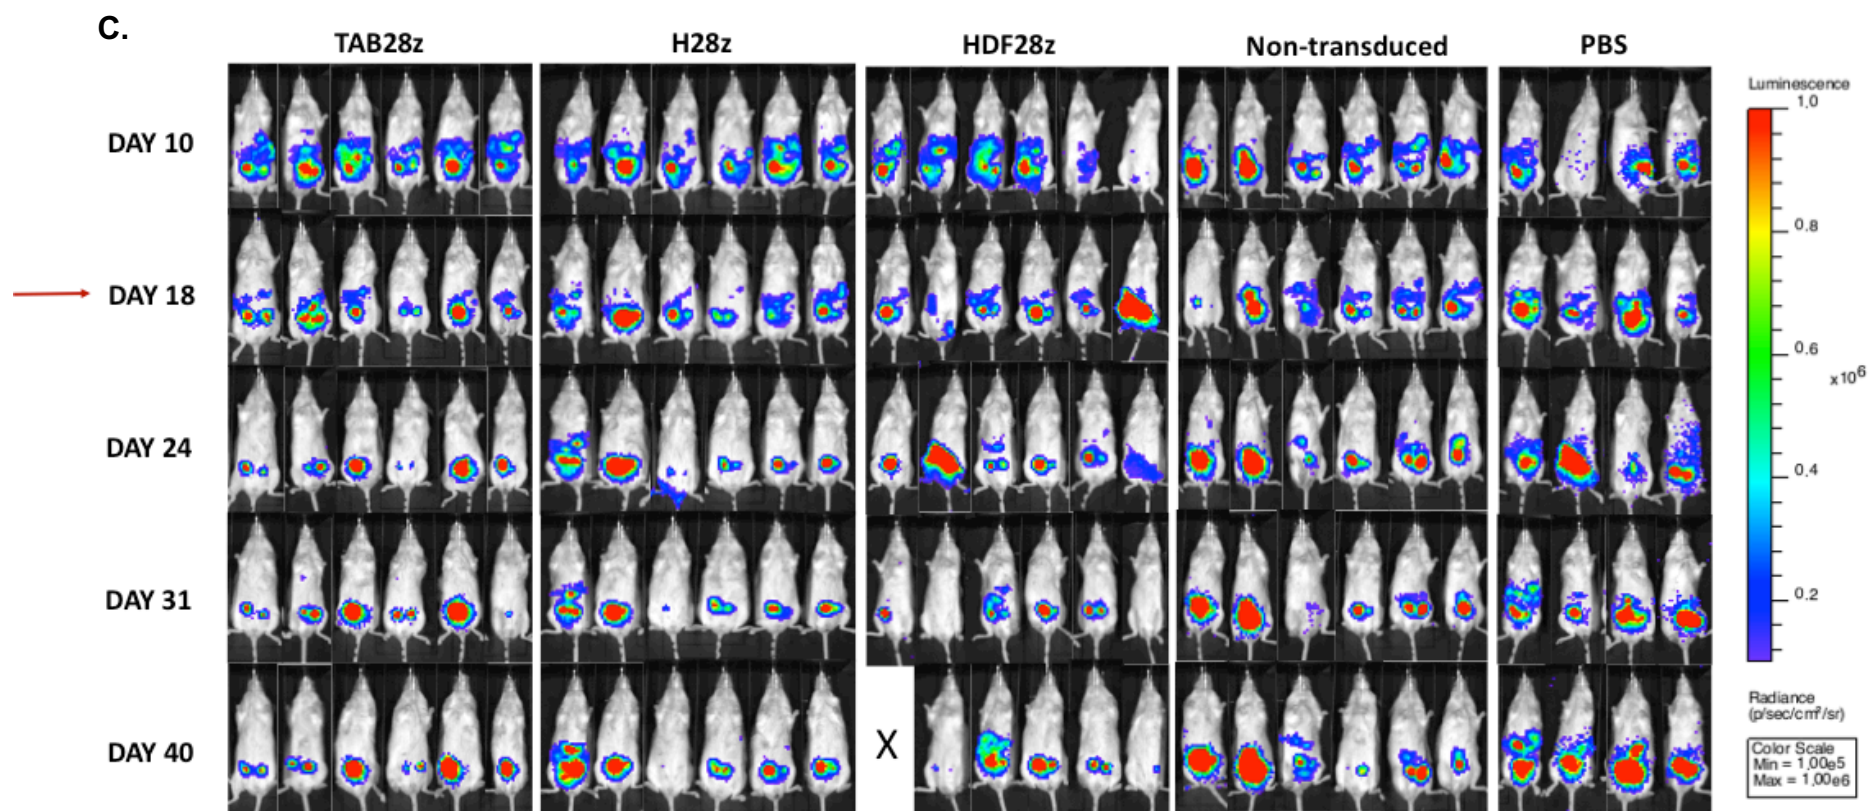 C.
TAB28z
H28z
HDF28z
Non-transduced
PBS
DAY 10
DAY 18
DAY 24
DAY 31
DAY 40
X
Luminescence
1.0
0.8
0.6
x10⁶
0.4
0.2
Radiance
(p/sec/cm²/sr)
Color Scale
Min = 1.00e5
Max = 1.00e6